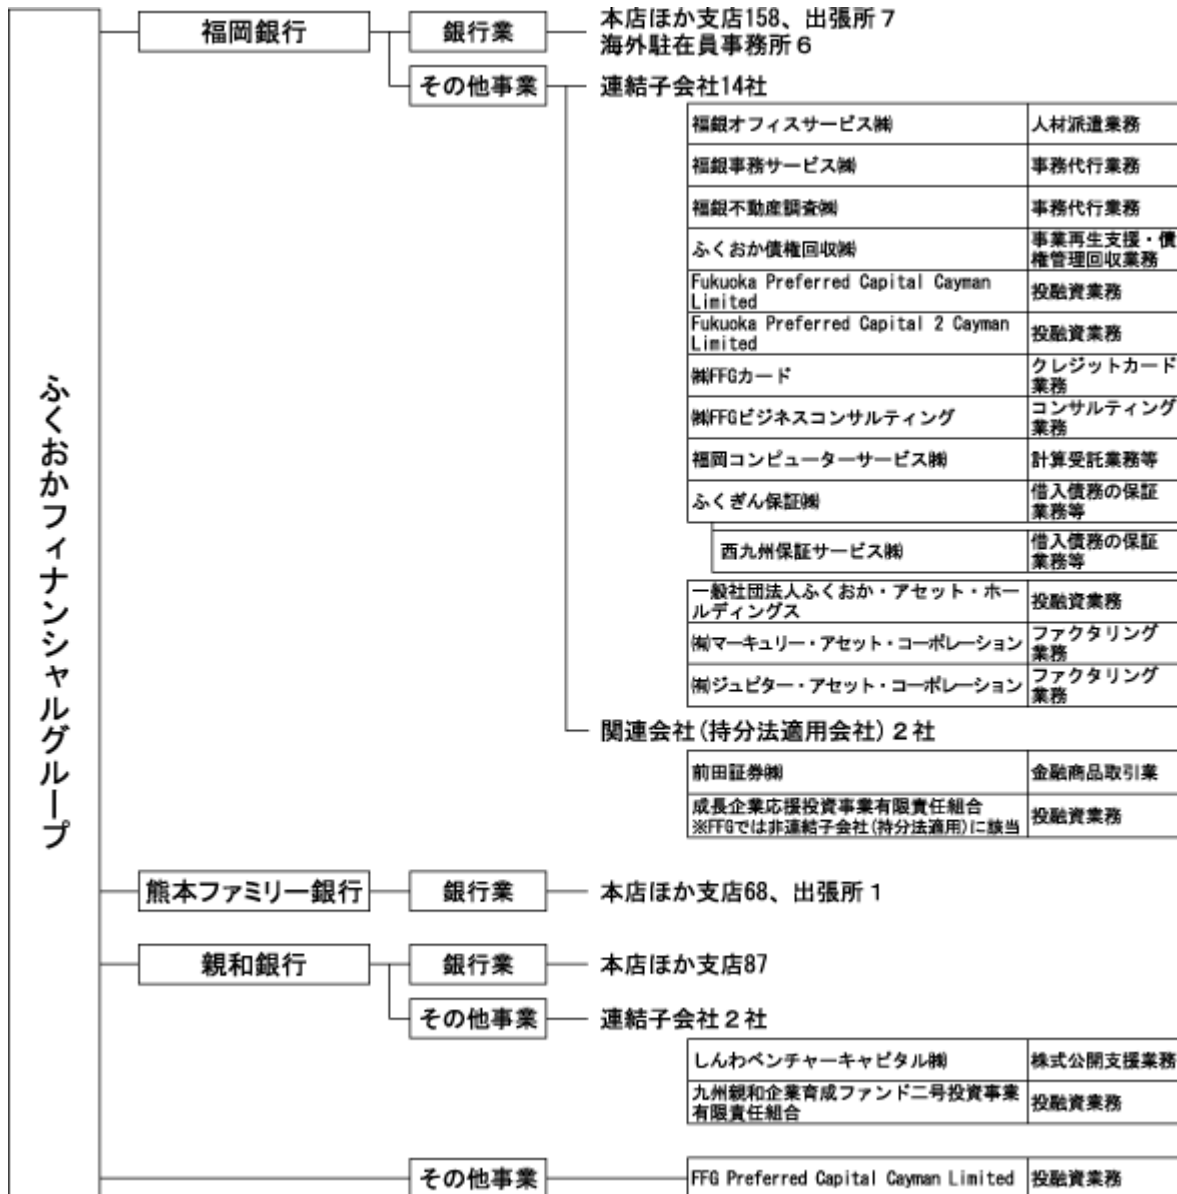 ふくおかフィナンシャルグループ
福岡銀行
銀行業
本店ほか支店158、出張所7
海外駐在員事務所6
その他事業
連結子会社14社
福銀オフィスサービス㈱
人材派遣業務
福銀事務サービス㈱
事務代行業務
福銀不動産調査㈱
事務代行業務
ふくおか債権回収㈱
事業再生支援・債
権管理回収業務
Fukuoka Preferred Capital Cayman
Limited
投融資業務
Fukuoka Preferred Capital 2 Cayman
Limited
投融資業務
㈱FFGカード
クレジットカード
業務
㈱FFGビジネスコンサルティング
コンサルティング
業務
福岡コンピューターサービス㈱
計算受託業務等
ふくぎん保証㈱
借入債務の保証
業務等
西九州保証サービス㈱
借入債務の保証
業務等
一般社団法人ふくおか・アセット・ホー
ルディングス
投融資業務
㈲マーキュリー・アセット・コーポレーション
ファクタリング
業務
㈲ジュピター・アセット・コーポレーション
ファクタリング
業務
関連会社(持分法適用会社)2社
前田証券㈱
金融商品取引業
成長企業応援投資事業有限責任組合
※FFGでは非連結子会社(持分法適用)に該当
投融資業務
熊本ファミリー銀行
銀行業
本店ほか支店68、出張所1
親和銀行
銀行業
本店ほか支店87
その他事業
連結子会社2社
しんわベンチャーキャピタル㈱
株式公開支援業務
九州親和企業育成ファンド二号投資事業
有限責任組合
投融資業務
その他事業
FFG Preferred Capital Cayman Limited
投融資業務